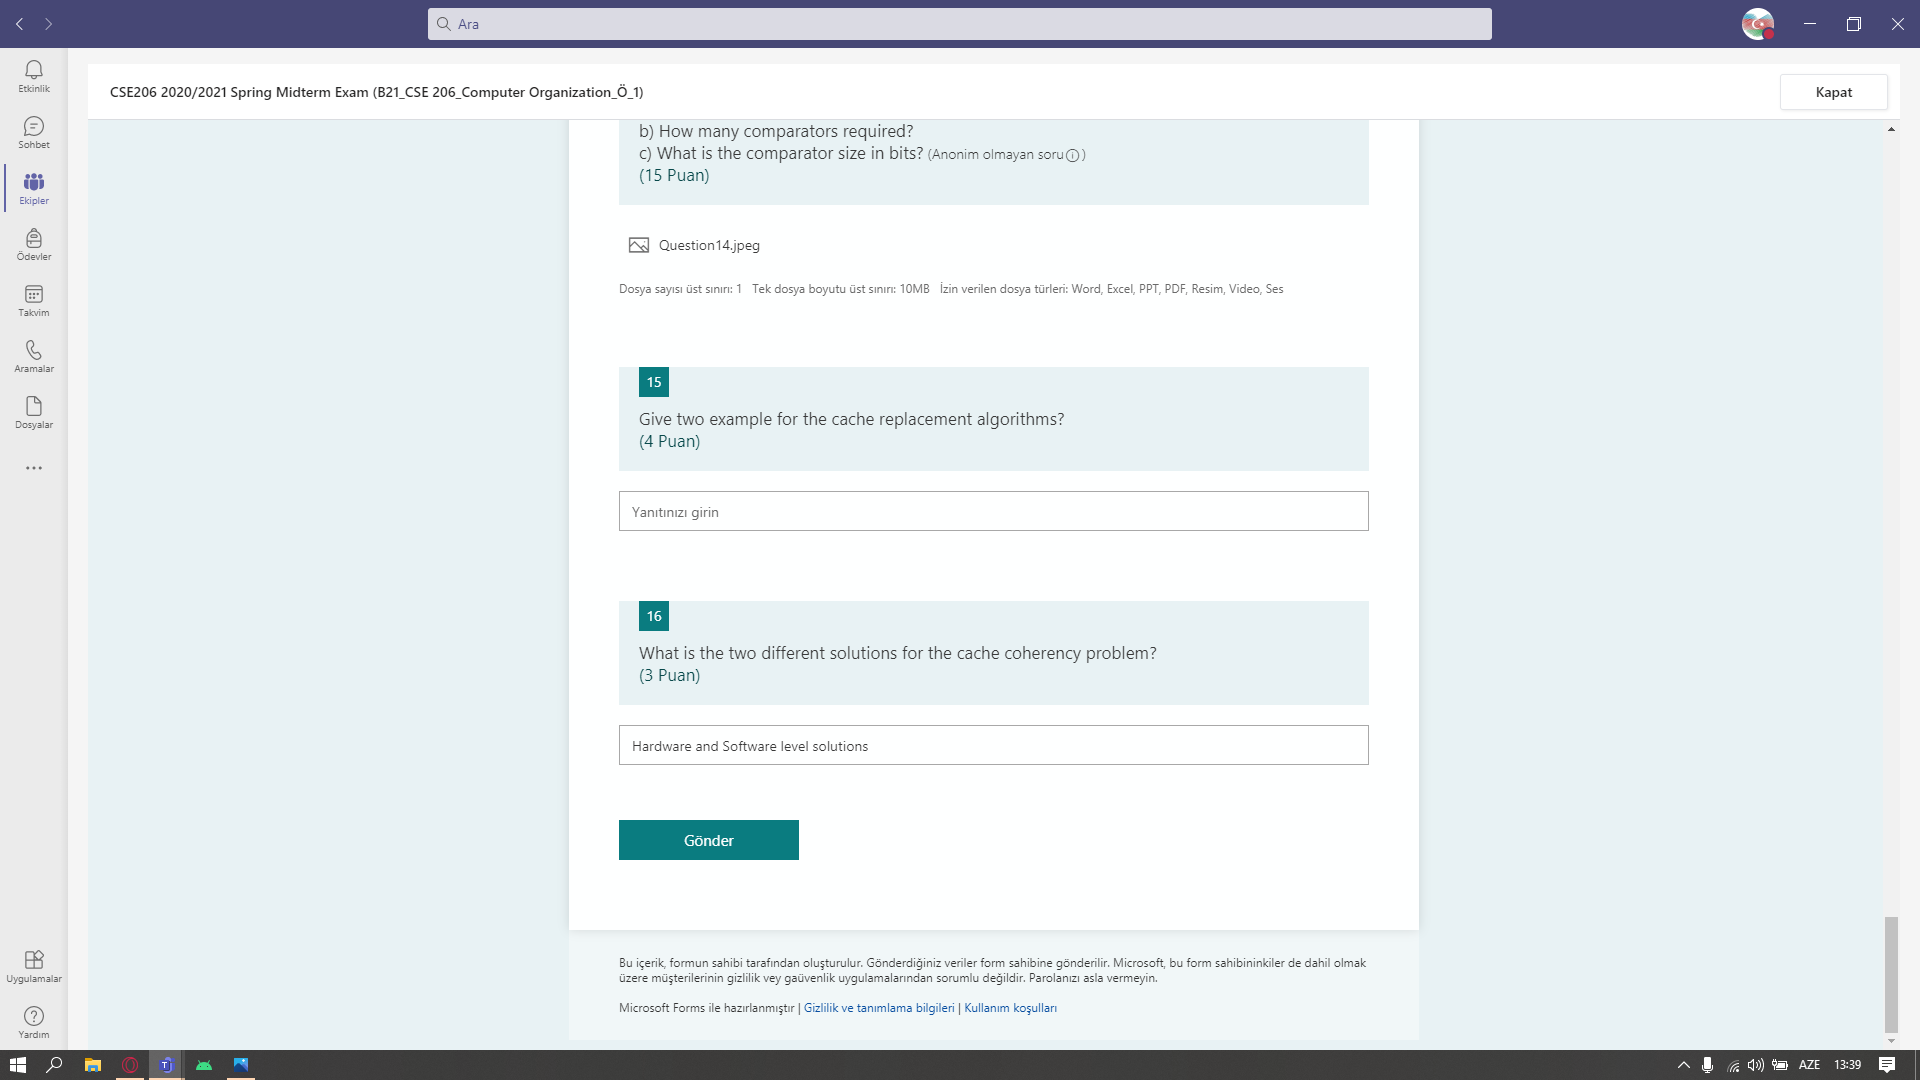 Ara
Etkinlik
Sohbet
Ekipler
Ödevler
Takvim
Aramalar
Dosyalar
Uygulamalar
Yardım
CSE206 2020/2021 Spring Midterm Exam (B21_CSE 206_Computer Organization_Ö_1)
Kapat
b) How many comparators required?
c) What is the comparator size in bits? (Anonim olmayan soru)
(15 Puan)
Question14.jpeg
Dosya sayısı üst sınırı: 1 Tek dosya boyutu üst sınırı: 10MB İzin verilen dosya türleri: Word, Excel, PPT, PDF, Resim, Video, Ses
15
Give two example for the cache replacement algorithms?
(4 Puan)
Yanıtınızı girin
16
What is the two different solutions for the cache coherency problem?
(3 Puan)
Hardware and Software level solutions
Gönder
Bu içerik, formun sahibi tarafından oluşturulur. Gönderdiğiniz veriler form sahibine gönderilir. Microsoft, bu form sahibininkiler de dahil olmak
üzere müşterilerinin gizlilik vey gaüvenlik uygulamalarından sorumlu değildir. Parolanızı asla vermeyin.
Microsoft Forms ile hazırlanmıştır | Gizlilik ve tanımlama bilgileri | Kullanım koşulları
AZE 13:39